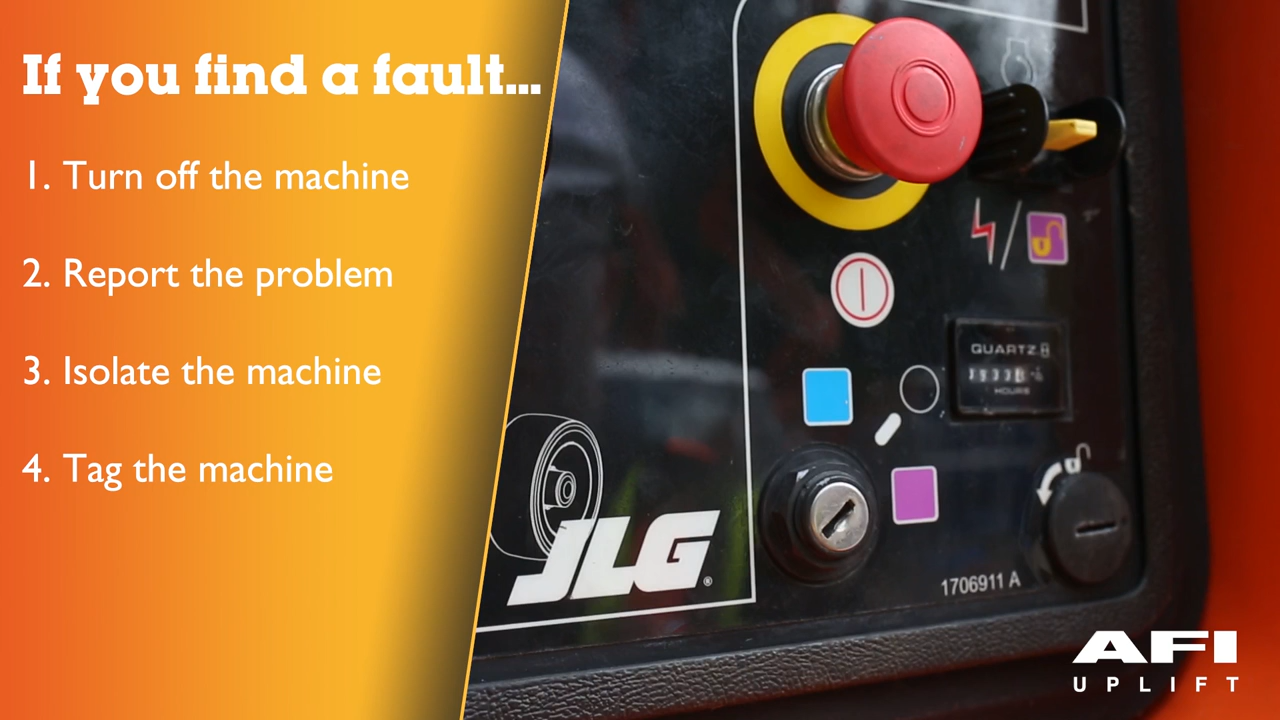 If you find a fault...
1. Turn off the machine
2. Report the problem
3. Isolate the machine
4. Tag the machine
QUARTZ
HOURS
JLG®
1706911 A
AFI
UPLIFT